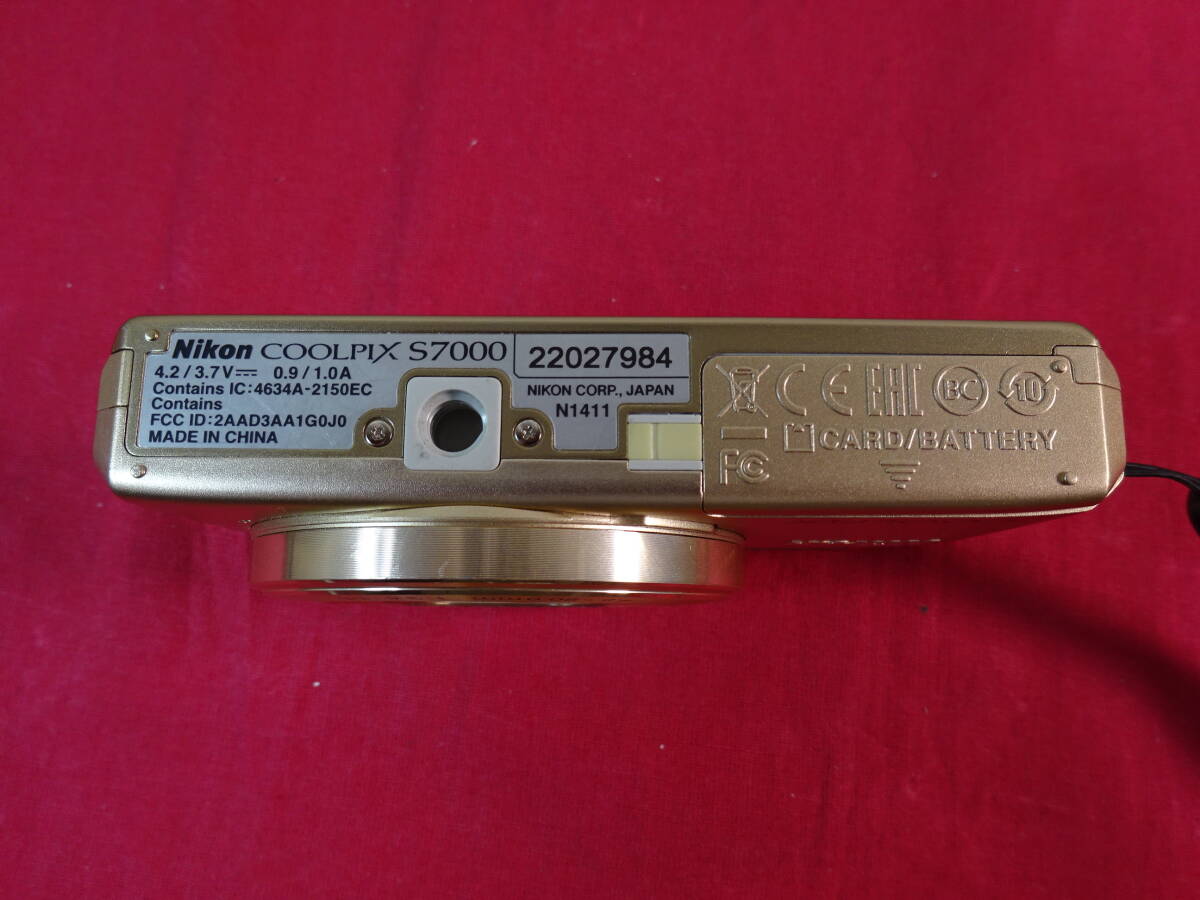 Nikon COOLPIX S7000
22027984
4.2 / 3.7V⎓ 0.9 / 1.0A
Contains IC:4634A-2150EC
Contains
FCC ID:2AAD3AA1G0J0
MADE IN CHINA
NIKON CORP., JAPAN
N1411
CE EAC BC 10
CARD/BATTERY
FC